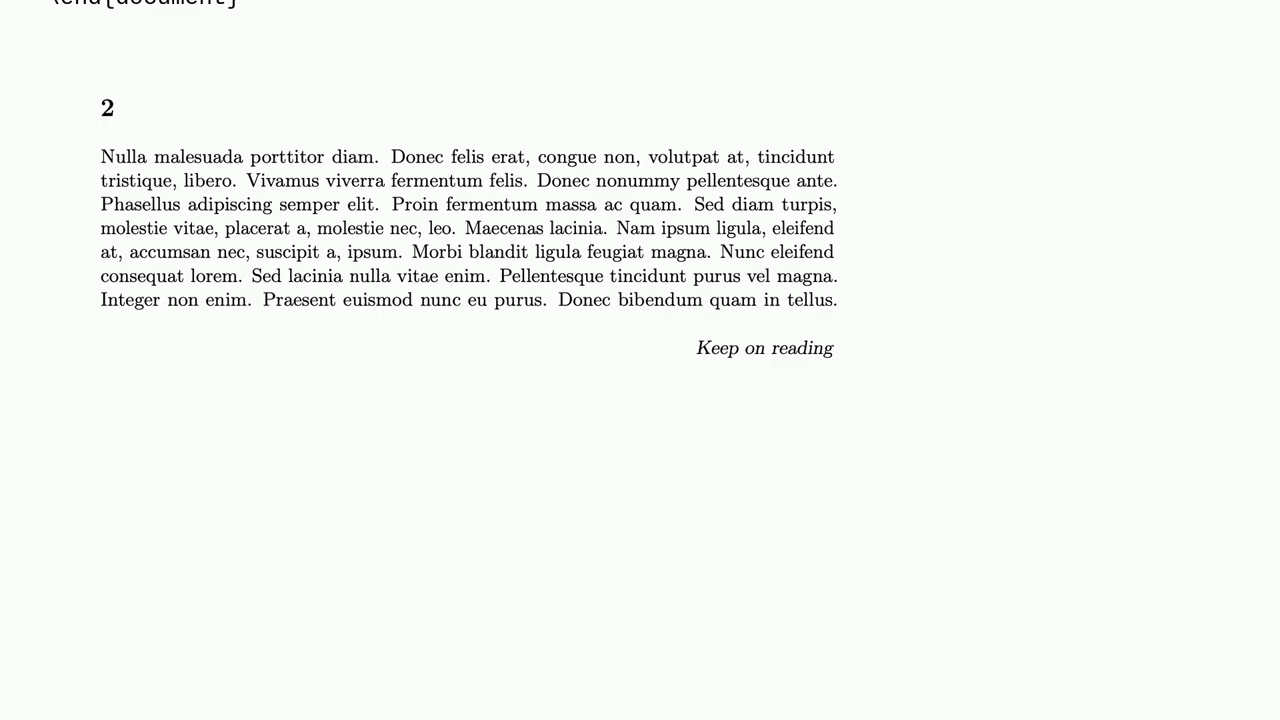 \end{document}
2
Nulla malesuada porttitor diam. Donec felis erat, congue non, volutpat at, tincidunt
tristique, libero. Vivamus viverra fermentum felis. Donec nonummy pellentesque ante.
Phasellus adipiscing semper elit. Proin fermentum massa ac quam. Sed diam turpis,
molestie vitae, placerat a, molestie nec, leo. Maecenas lacinia. Nam ipsum ligula, eleifend
at, accumsan nec, suscipit a, ipsum. Morbi blandit ligula feugiat magna. Nunc eleifend
consequat lorem. Sed lacinia nulla vitae enim. Pellentesque tincidunt purus vel magna.
Integer non enim. Praesent euismod nunc eu purus. Donec bibendum quam in tellus.
Keep on reading